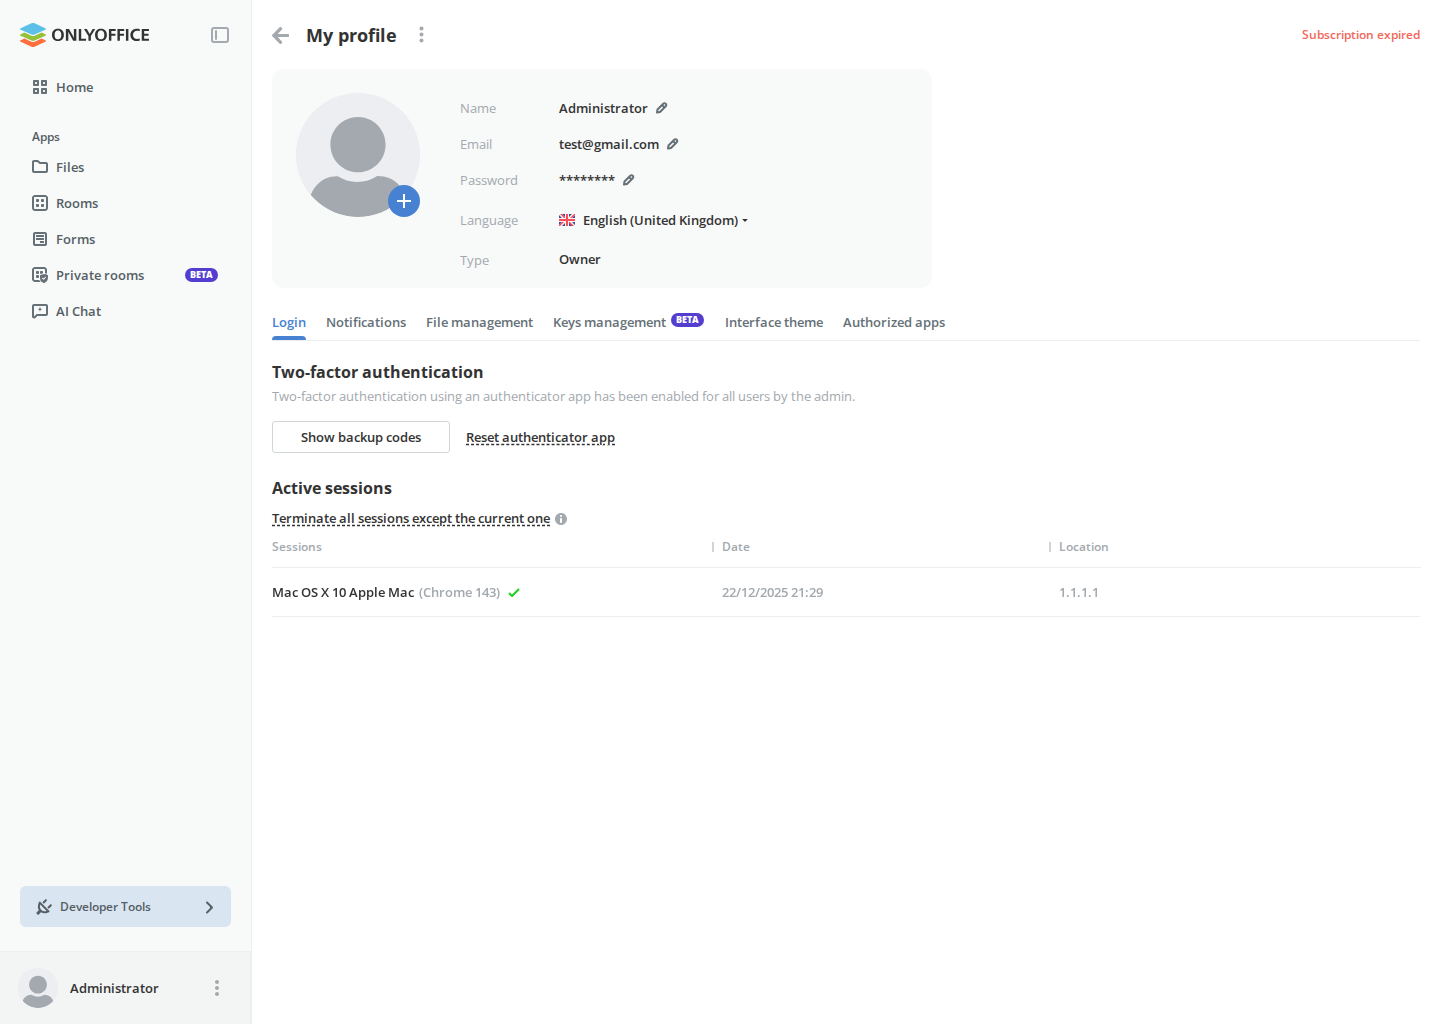 ONLYOFFICE
Home
Apps
Files
Rooms
Forms
Private rooms BETA
AI Chat
Developer Tools
Administrator
My profile
Subscription expired
Name Administrator
Email test@gmail.com
Password ********
Language English (United Kingdom)
Type Owner
Login Notifications File management Keys management BETA Interface theme Authorized apps
Two-factor authentication
Two-factor authentication using an authenticator app has been enabled for all users by the admin.
Show backup codes Reset authenticator app
Active sessions
Terminate all sessions except the current one
Sessions Date Location
Mac OS X 10 Apple Mac (Chrome 143) 22/12/2025 21:29 1.1.1.1